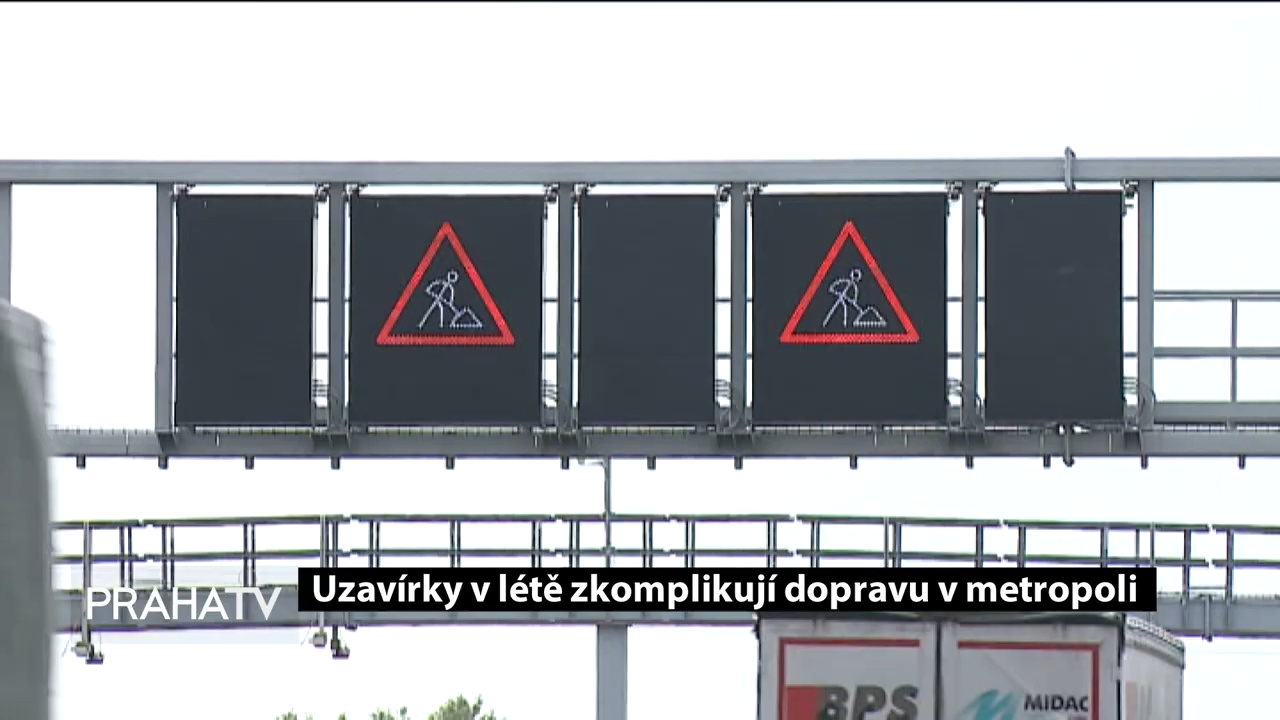 PRAHA TV
Uzavírky v létě zkomplikují dopravu v metropoli
BPS
MIDAC